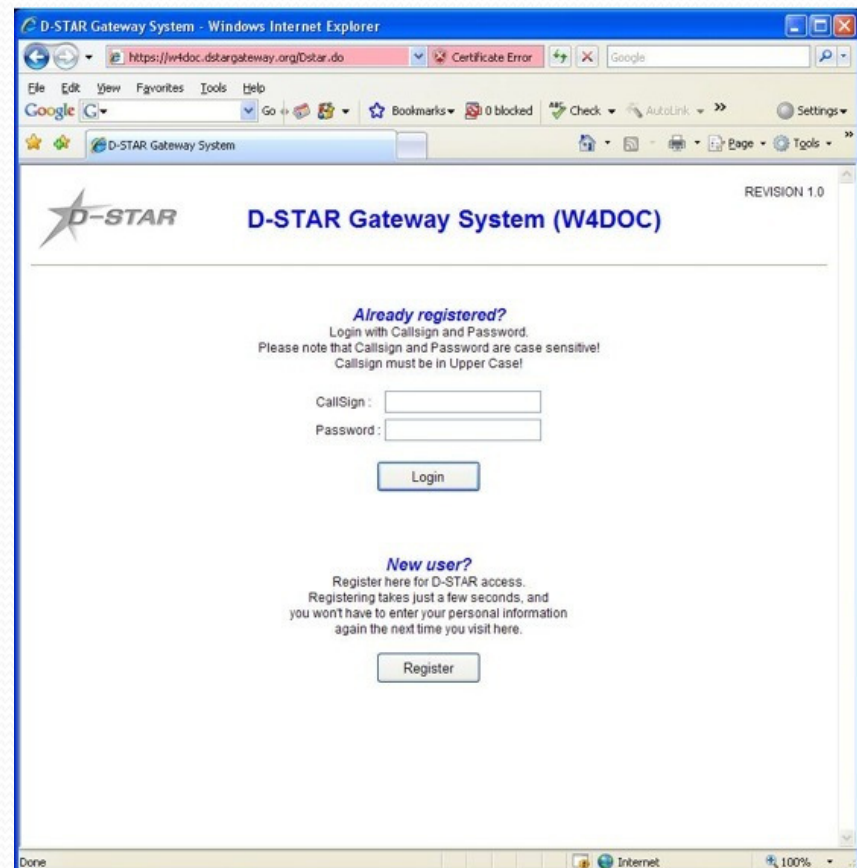 D-STAR Gateway System - Windows Internet Explorer
https://w4doc.dstargateway.org/Dstar.do Certificate Error Google
File Edit View Favorites Tools Help
Google G Go Bookmarks 0 blocked Check AutoLink Settings
D-STAR Gateway System Page Tools
REVISION 1.0
D-STAR D-STAR Gateway System (W4DOC)
Already registered?
Login with Callsign and Password.
Please note that Callsign and Password are case sensitive!
Callsign must be in Upper Case!
CallSign :
Password :
Login
New user?
Register here for D-STAR access.
Registering takes just a few seconds, and
you won't have to enter your personal information
again the next time you visit here.
Register
Done Internet 100%